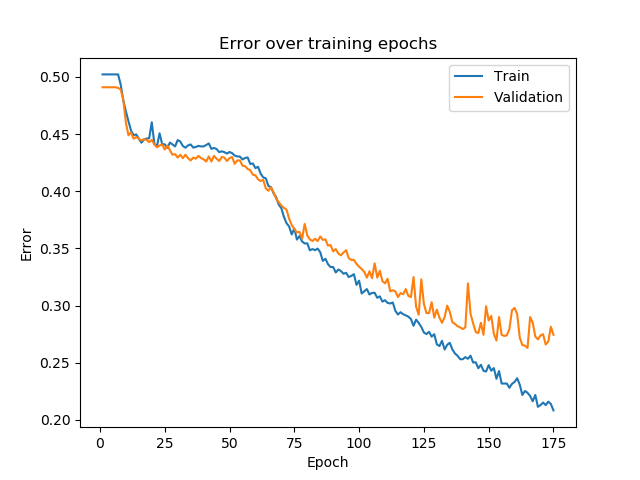 Error over training epochs
Train
Validation
Error
0.50
0.45
0.40
0.35
0.30
0.25
0.20
0 25 50 75 100 125 150 175
Epoch